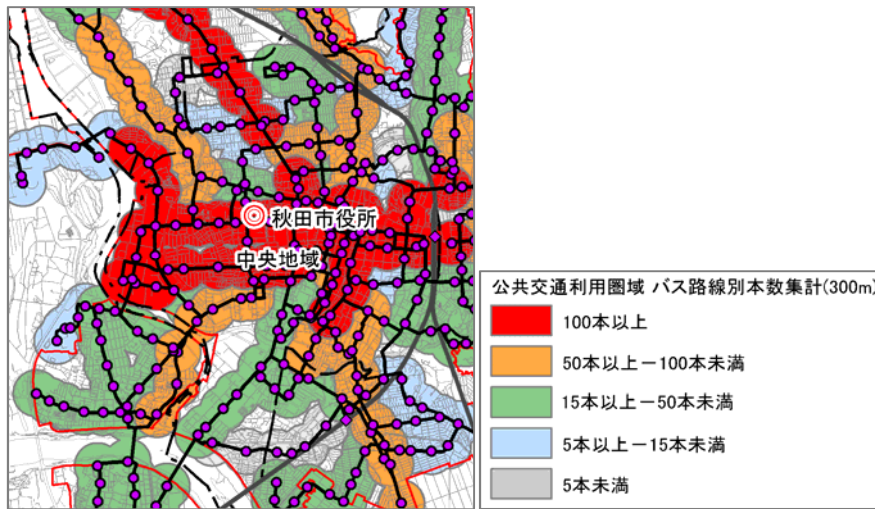 秋田市役所
中央地域
公共交通利用圏域 バス路線別本数集計(300m)
100本以上
50本以上－100本未満
15本以上－50本未満
5本以上－15本未満
5本未満